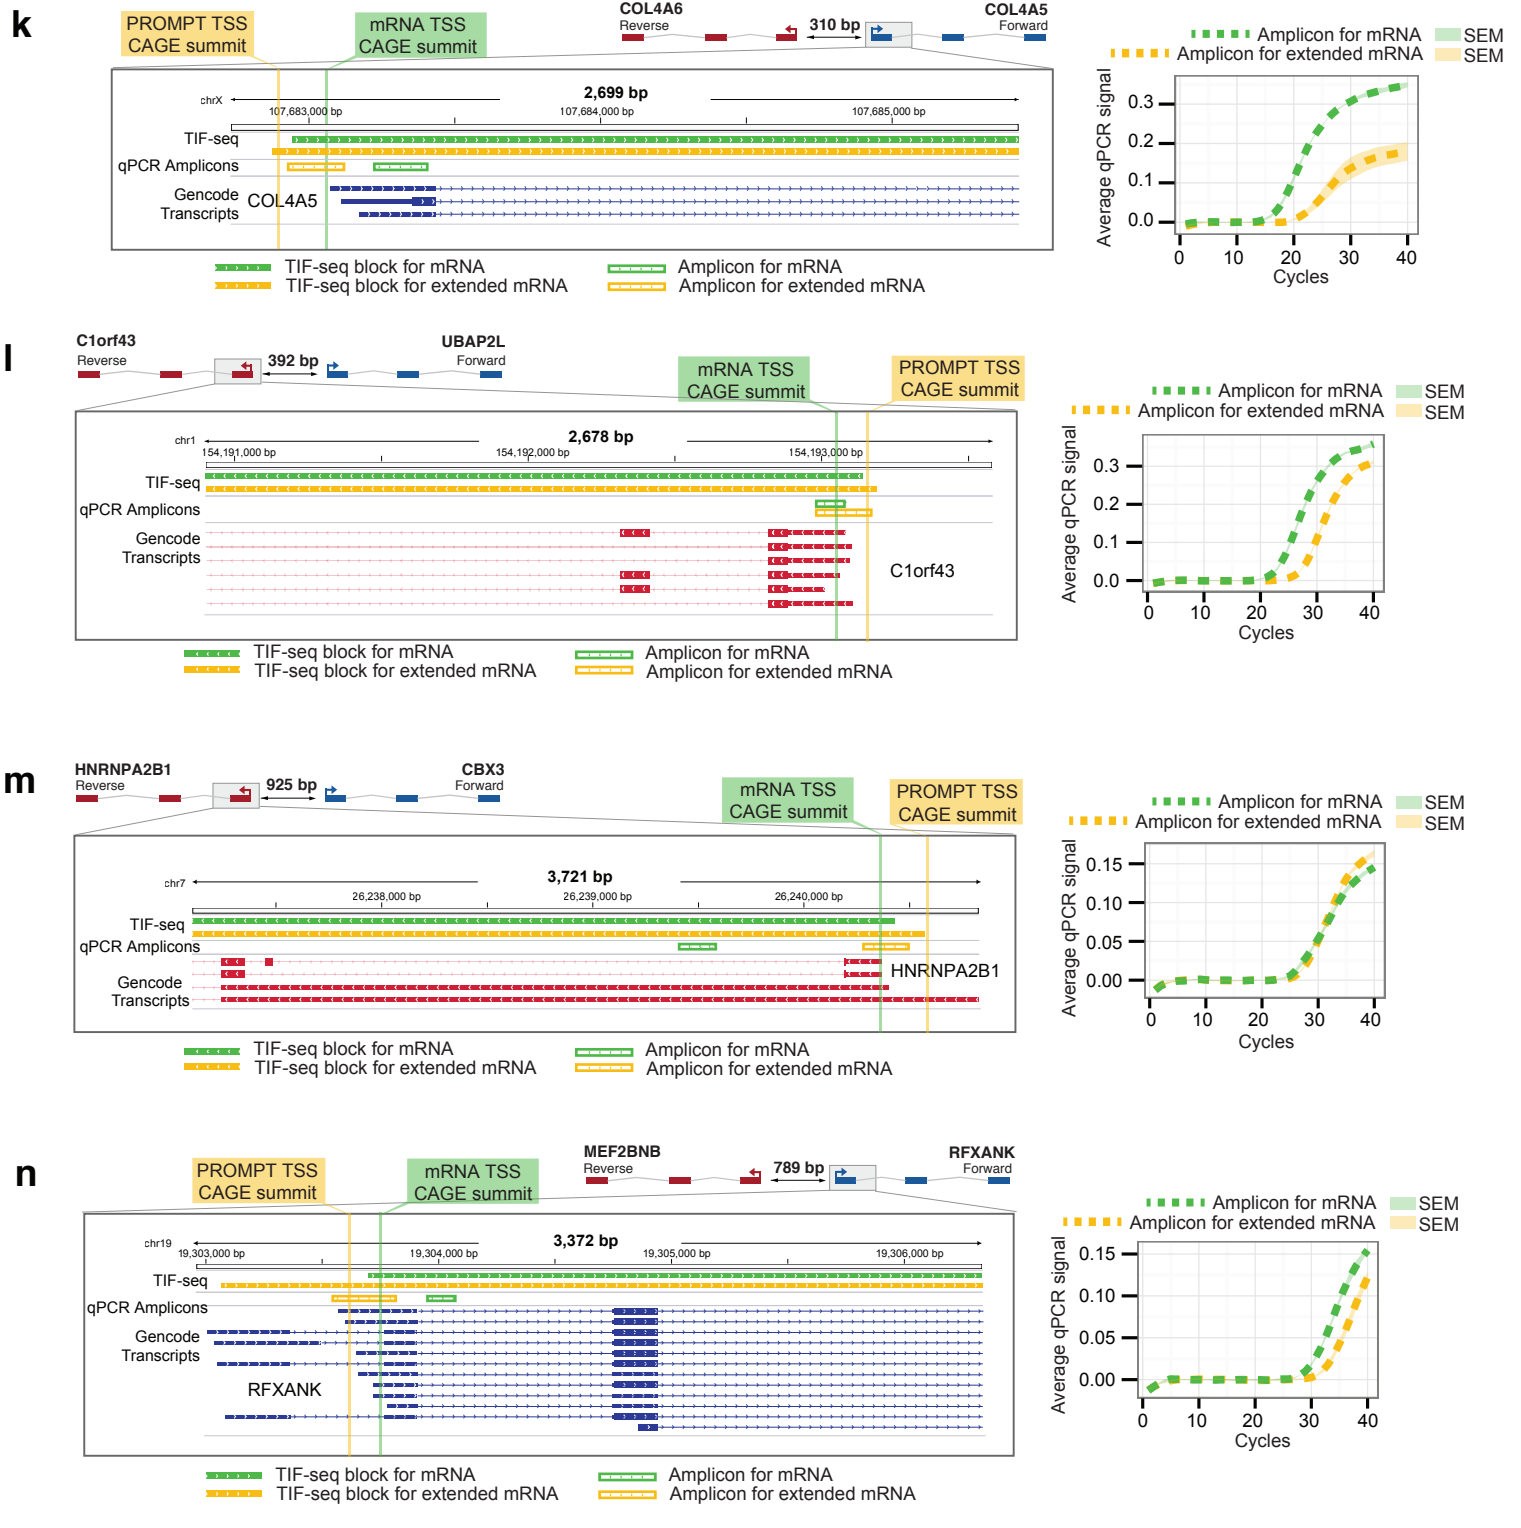 k
PROMPT TSS
CAGE summit
mRNA TSS
CAGE summit
COL4A6
Reverse
310 bp
COL4A5
Forward
chrX
2,699 bp
107,683,000 bp
107,684,000 bp
107,685,000 bp
TIF-seq
qPCR Amplicons
Gencode
Transcripts
COL4A5
TIF-seq block for mRNA
TIF-seq block for extended mRNA
Amplicon for mRNA
Amplicon for extended mRNA
Amplicon for mRNA
SEM
Amplicon for extended mRNA
SEM
Average qPCR signal
0.3
0.2
0.1
0.0
0 10 20 30 40
Cycles
l
C1orf43
Reverse
392 bp
UBAP2L
Forward
mRNA TSS
CAGE summit
PROMPT TSS
CAGE summit
chr1
2,678 bp
154,191,000 bp
154,192,000 bp
154,193,000 bp
TIF-seq
qPCR Amplicons
Gencode
Transcripts
C1orf43
TIF-seq block for mRNA
TIF-seq block for extended mRNA
Amplicon for mRNA
Amplicon for extended mRNA
Amplicon for mRNA
SEM
Amplicon for extended mRNA
SEM
Average qPCR signal
0.3
0.2
0.1
0.0
0 10 20 30 40
Cycles
m
HNRNPA2B1
Reverse
925 bp
CBX3
Forward
mRNA TSS
CAGE summit
PROMPT TSS
CAGE summit
chr7
3,721 bp
26,238,000 bp
26,239,000 bp
26,240,000 bp
TIF-seq
qPCR Amplicons
Gencode
Transcripts
HNRNPA2B1
TIF-seq block for mRNA
TIF-seq block for extended mRNA
Amplicon for mRNA
Amplicon for extended mRNA
Amplicon for mRNA
SEM
Amplicon for extended mRNA
SEM
Average qPCR signal
0.15
0.10
0.05
0.00
0 10 20 30 40
Cycles
n
PROMPT TSS
CAGE summit
mRNA TSS
CAGE summit
MEF2BNB
Reverse
789 bp
RFXANK
Forward
chr19
3,372 bp
19,303,000 bp
19,304,000 bp
19,305,000 bp
19,306,000 bp
TIF-seq
qPCR Amplicons
Gencode
Transcripts
RFXANK
TIF-seq block for mRNA
TIF-seq block for extended mRNA
Amplicon for mRNA
Amplicon for extended mRNA
Amplicon for mRNA
SEM
Amplicon for extended mRNA
SEM
Average qPCR signal
0.15
0.10
0.05
0.00
0 10 20 30 40
Cycles